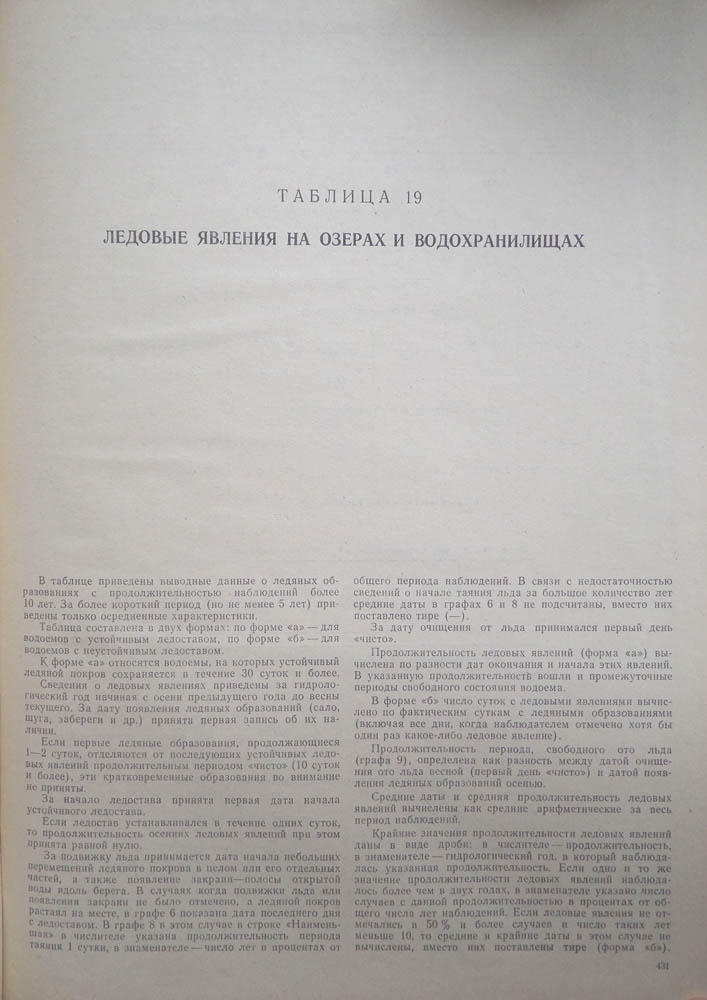 ТАБЛИЦА 19
ЛЕДОВЫЕ ЯВЛЕНИЯ НА ОЗЕРАХ И ВОДОХРАНИЛИЩАХ
В таблице приведены выводные данные о ледяных об-
разованиях с продолжительностью наблюдений более
10 лет. За более короткий период (но не менее 5 лет) при-
ведены только осредненные характеристики.
Таблица составлена в двух формах: по форме «а» — для
водоемов с устойчивым ледоставом, по форме «б» — для
водоемов с неустойчивым ледоставом.
К форме «а» относятся водоемы, на которых устойчивый
ледяной покров сохраняется в течение 30 суток и более.
Сведения о ледовых явлениях приведены за гидроло-
гический год начиная с осени предыдущего года до весны
текущего. За дату появления ледяных образований (сало,
шуга, забереги и др.) принята первая запись об их на-
личии.
Если первые ледяные образования, продолжающиеся
1—2 суток, отделяются от последующих устойчивых ледо-
вых явлений продолжительным периодом «чисто» (10 суток
и более), эти кратковременные образования во внимание
не приняты.
За начало ледостава принята первая дата начала
устойчивого ледостава.
Если ледостав устанавливался в течение одних суток,
то продолжительность осенних ледовых явлений при этом
принята равной нулю.
За подвижку льда принимается дата начала небольших
перемещений ледяного покрова в целом или его отдельных
частей, а также появление закраин—полосы открытой
воды вдоль берега. В случаях когда подвижки льда или
появления закраин не было отмечено, а ледяной покров
растаял на месте, в графе 6 показана дата последнего дня
с ледоставом. В графе 8 в этом случае в строке «Наимень-
шая» в числителе указана продолжительность периода
таяния 1 сутки, в знаменателе — число лет в процентах от
общего периода наблюдений. В связи с недостаточностью
сведений о начале таяния льда за большое количество лет
средние даты в графах 6 и 8 не подсчитаны, вместо них
поставлено тире (—).
За дату очищения от льда принимался первый день
«чисто».
Продолжительность ледовых явлений (форма «а») вы-
числена по разности дат окончания и начала этих явлений.
В указанную продолжительность вошли и промежуточные
периоды свободного состояния водоема.
В форме «б» число суток с ледовыми явлениями вычис-
лено по фактическим суткам с ледяными образованиями
(включая все дни, когда наблюдателем отмечено хотя бы
один раз какое-либо ледовое явление).
Продолжительность периода, свободного ото льда
(графа 9), определена как разность между датой очище-
ния ото льда весной (первый день «чисто») и датой появ-
ления ледяных образований осенью.
Средние даты и средняя продолжительность ледовых
явлений вычислены как средние арифметические за весь
период наблюдений.
Крайние значения продолжительности ледовых явлений
даны в виде дроби: в числителе — продолжительность,
в знаменателе — гидрологический год, в который наблюда-
лась указанная продолжительность. Если одно и то же
значение продолжительности ледовых явлений наблюда-
лось более чем в двух годах, в знаменателе указано число
случаев с данной продолжительностью в процентах от об-
щего числа лет наблюдений. Если ледовые явления не от-
мечались в 50 % и более случаев и число таких лет
меньше 10, то средние и крайние даты в этом случае не
вычислены, вместо них поставлены тире (форма «б»).
431